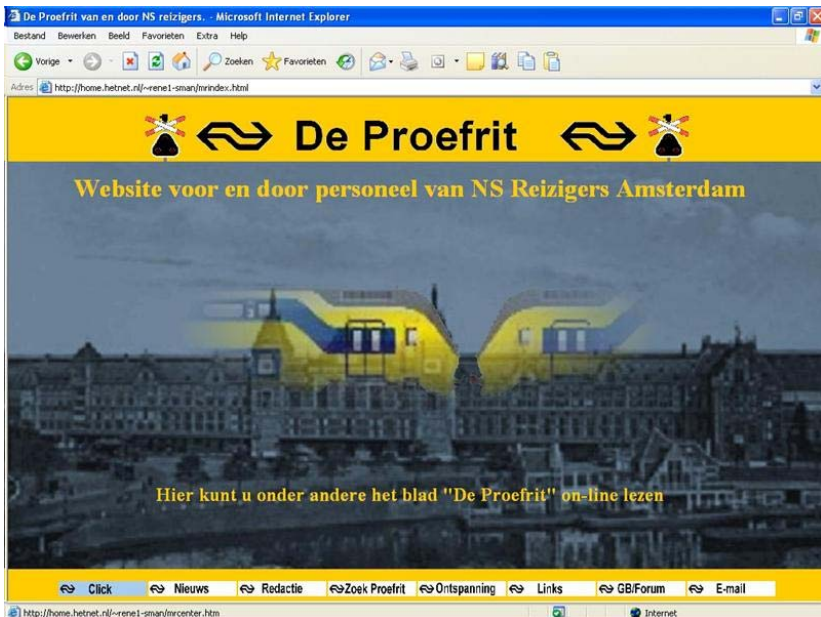 De Proefrit van en door NS reizigers. - Microsoft Internet Explorer
Bestand Bewerken Beeld Favorieten Extra Help
Vorige Zoeken Favorieten
Adres http://home.hetnet.nl/~rene1-sman/mrindex.html
De Proefrit
Website voor en door personeel van NS Reizigers Amsterdam
Hier kunt u onder andere het blad "De Proefrit" on-line lezen
Click Nieuws Redactie Zoek Proefrit Ontspanning Links GB/Forum E-mail
http://home.hetnet.nl/~rene1-sman/mrcenter.htm Internet